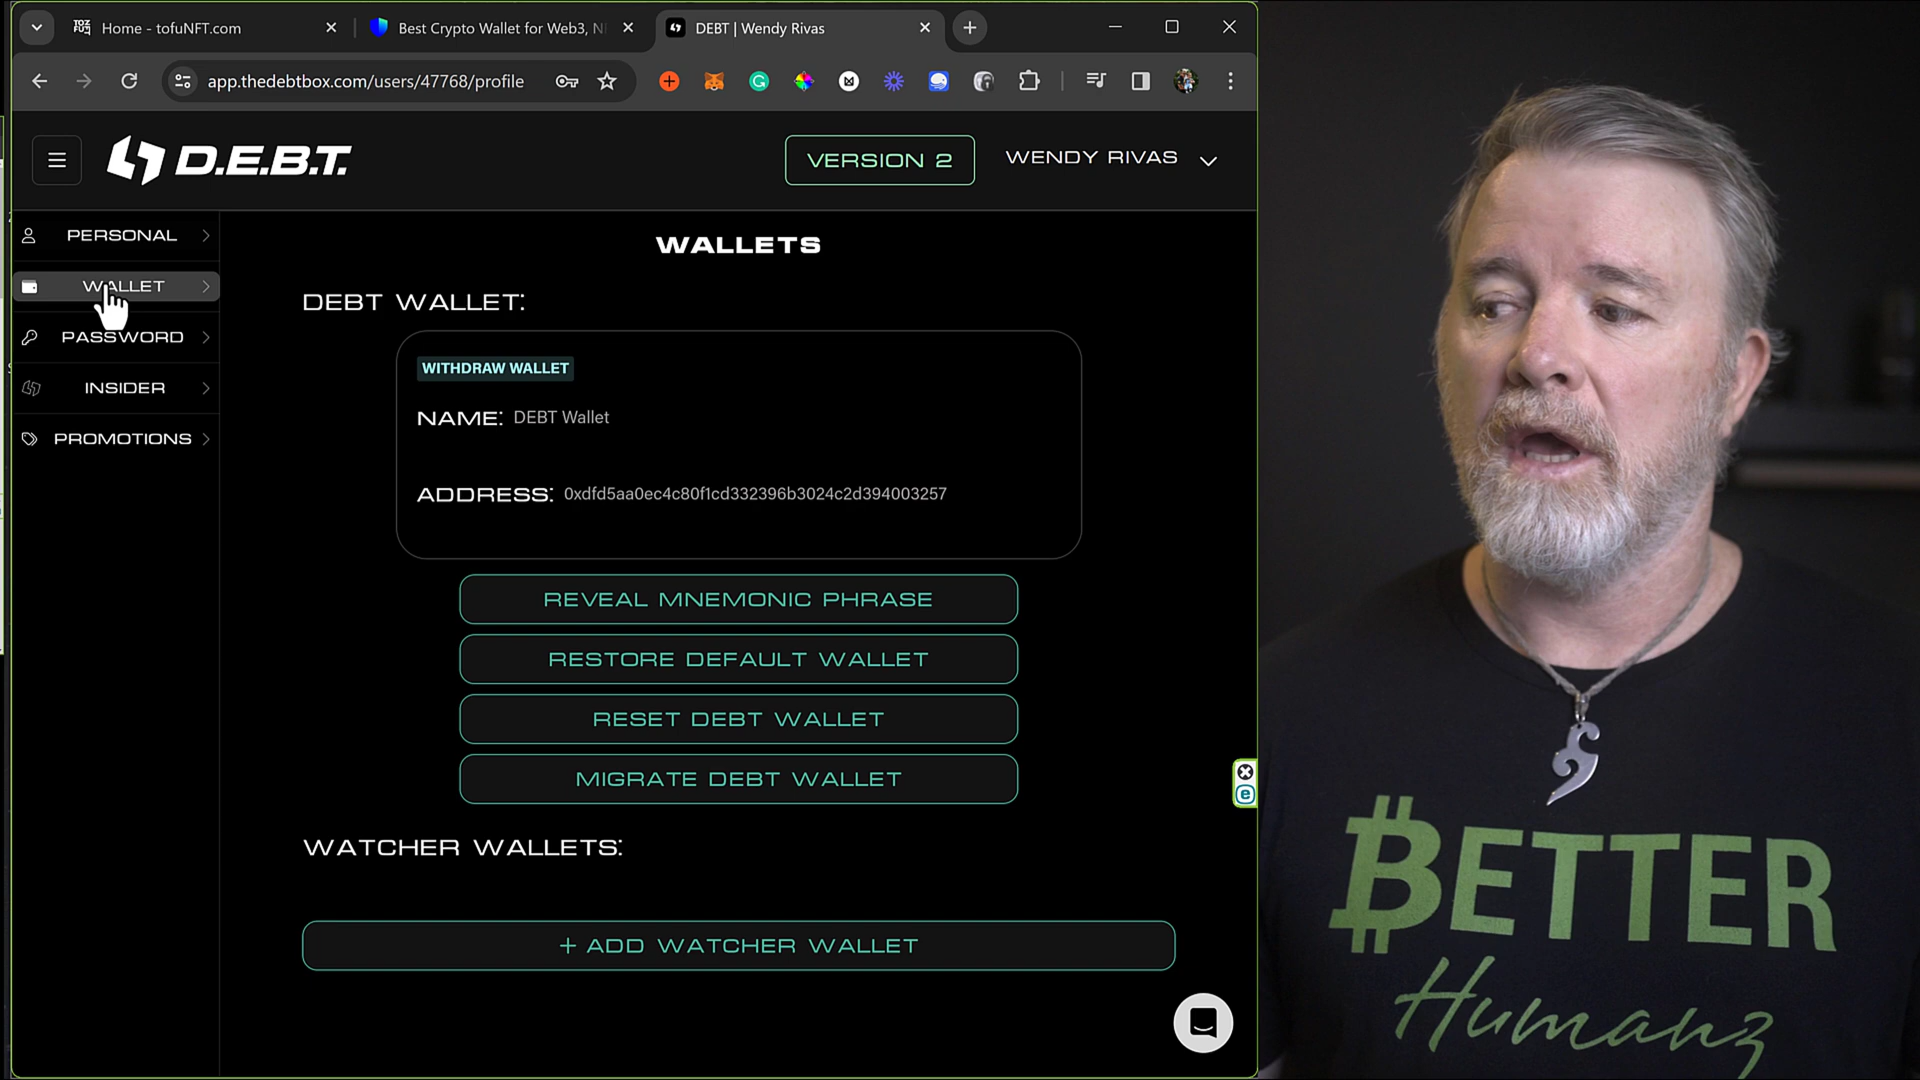 Home - tofuNFT.com
Best Crypto Wallet for Web3, N
DEBT | Wendy Rivas
app.thedebtbox.com/users/47768/profile
D.E.B.T.
VERSION 2
WENDY RIVAS
PERSONAL
WALLET
PASSWORD
INSIDER
PROMOTIONS
WALLETS
DEBT WALLET:
WITHDRAW WALLET
NAME: DEBT Wallet
ADDRESS: 0xdfd5aa0ec4c80f1cd332396b3024c2d394003257
REVEAL MNEMONIC PHRASE
RESTORE DEFAULT WALLET
RESET DEBT WALLET
MIGRATE DEBT WALLET
WATCHER WALLETS:
+ ADD WATCHER WALLET
BETTER
Humanz